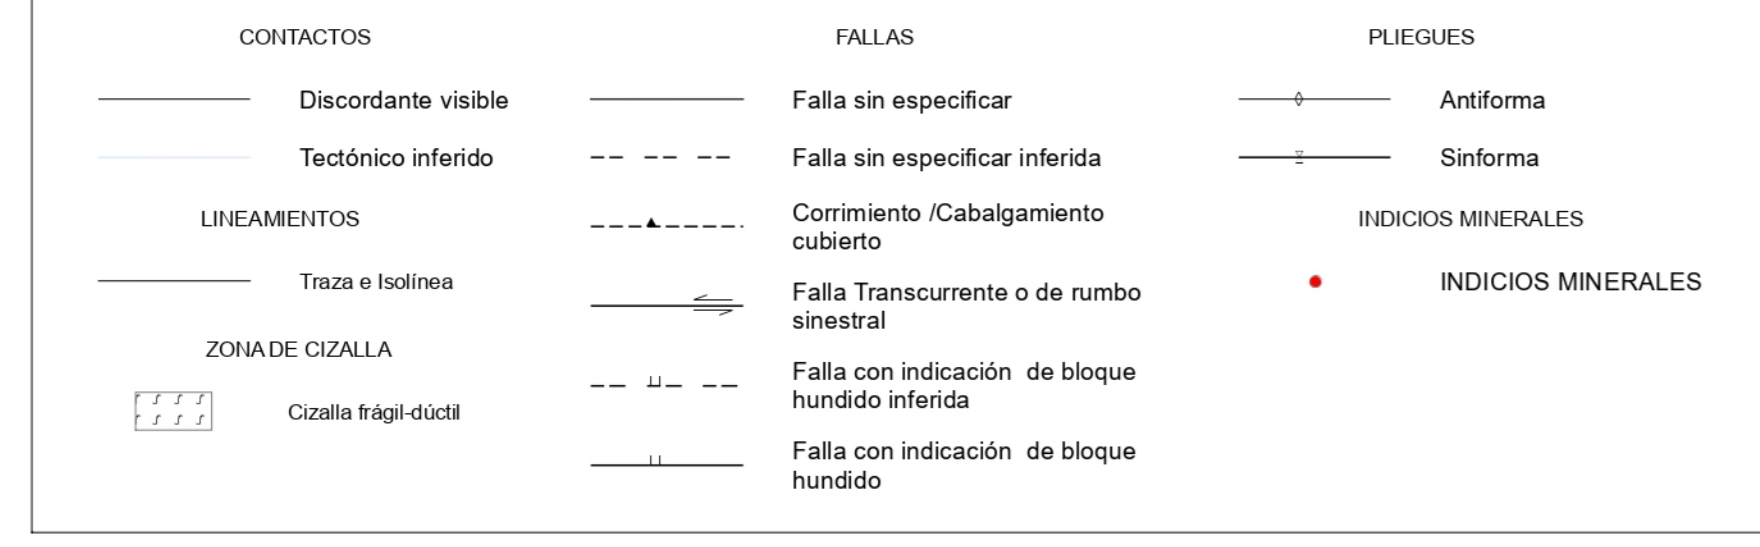 CONTACTOS
Discordante visible
Tectónico inferido
LINEAMIENTOS
Traza e Isolínea
ZONA DE CIZALLA
Cizalla frágil-dúctil
FALLAS
Falla sin especificar
Falla sin especificar inferida
Corrimiento /Cabalgamiento
cubierto
Falla Transcurrente o de rumbo
sinestral
Falla con indicación  de bloque
hundido inferida
Falla con indicación  de bloque
hundido
PLIEGUES
Antiforma
Sinforma
INDICIOS MINERALES
INDICIOS MINERALES